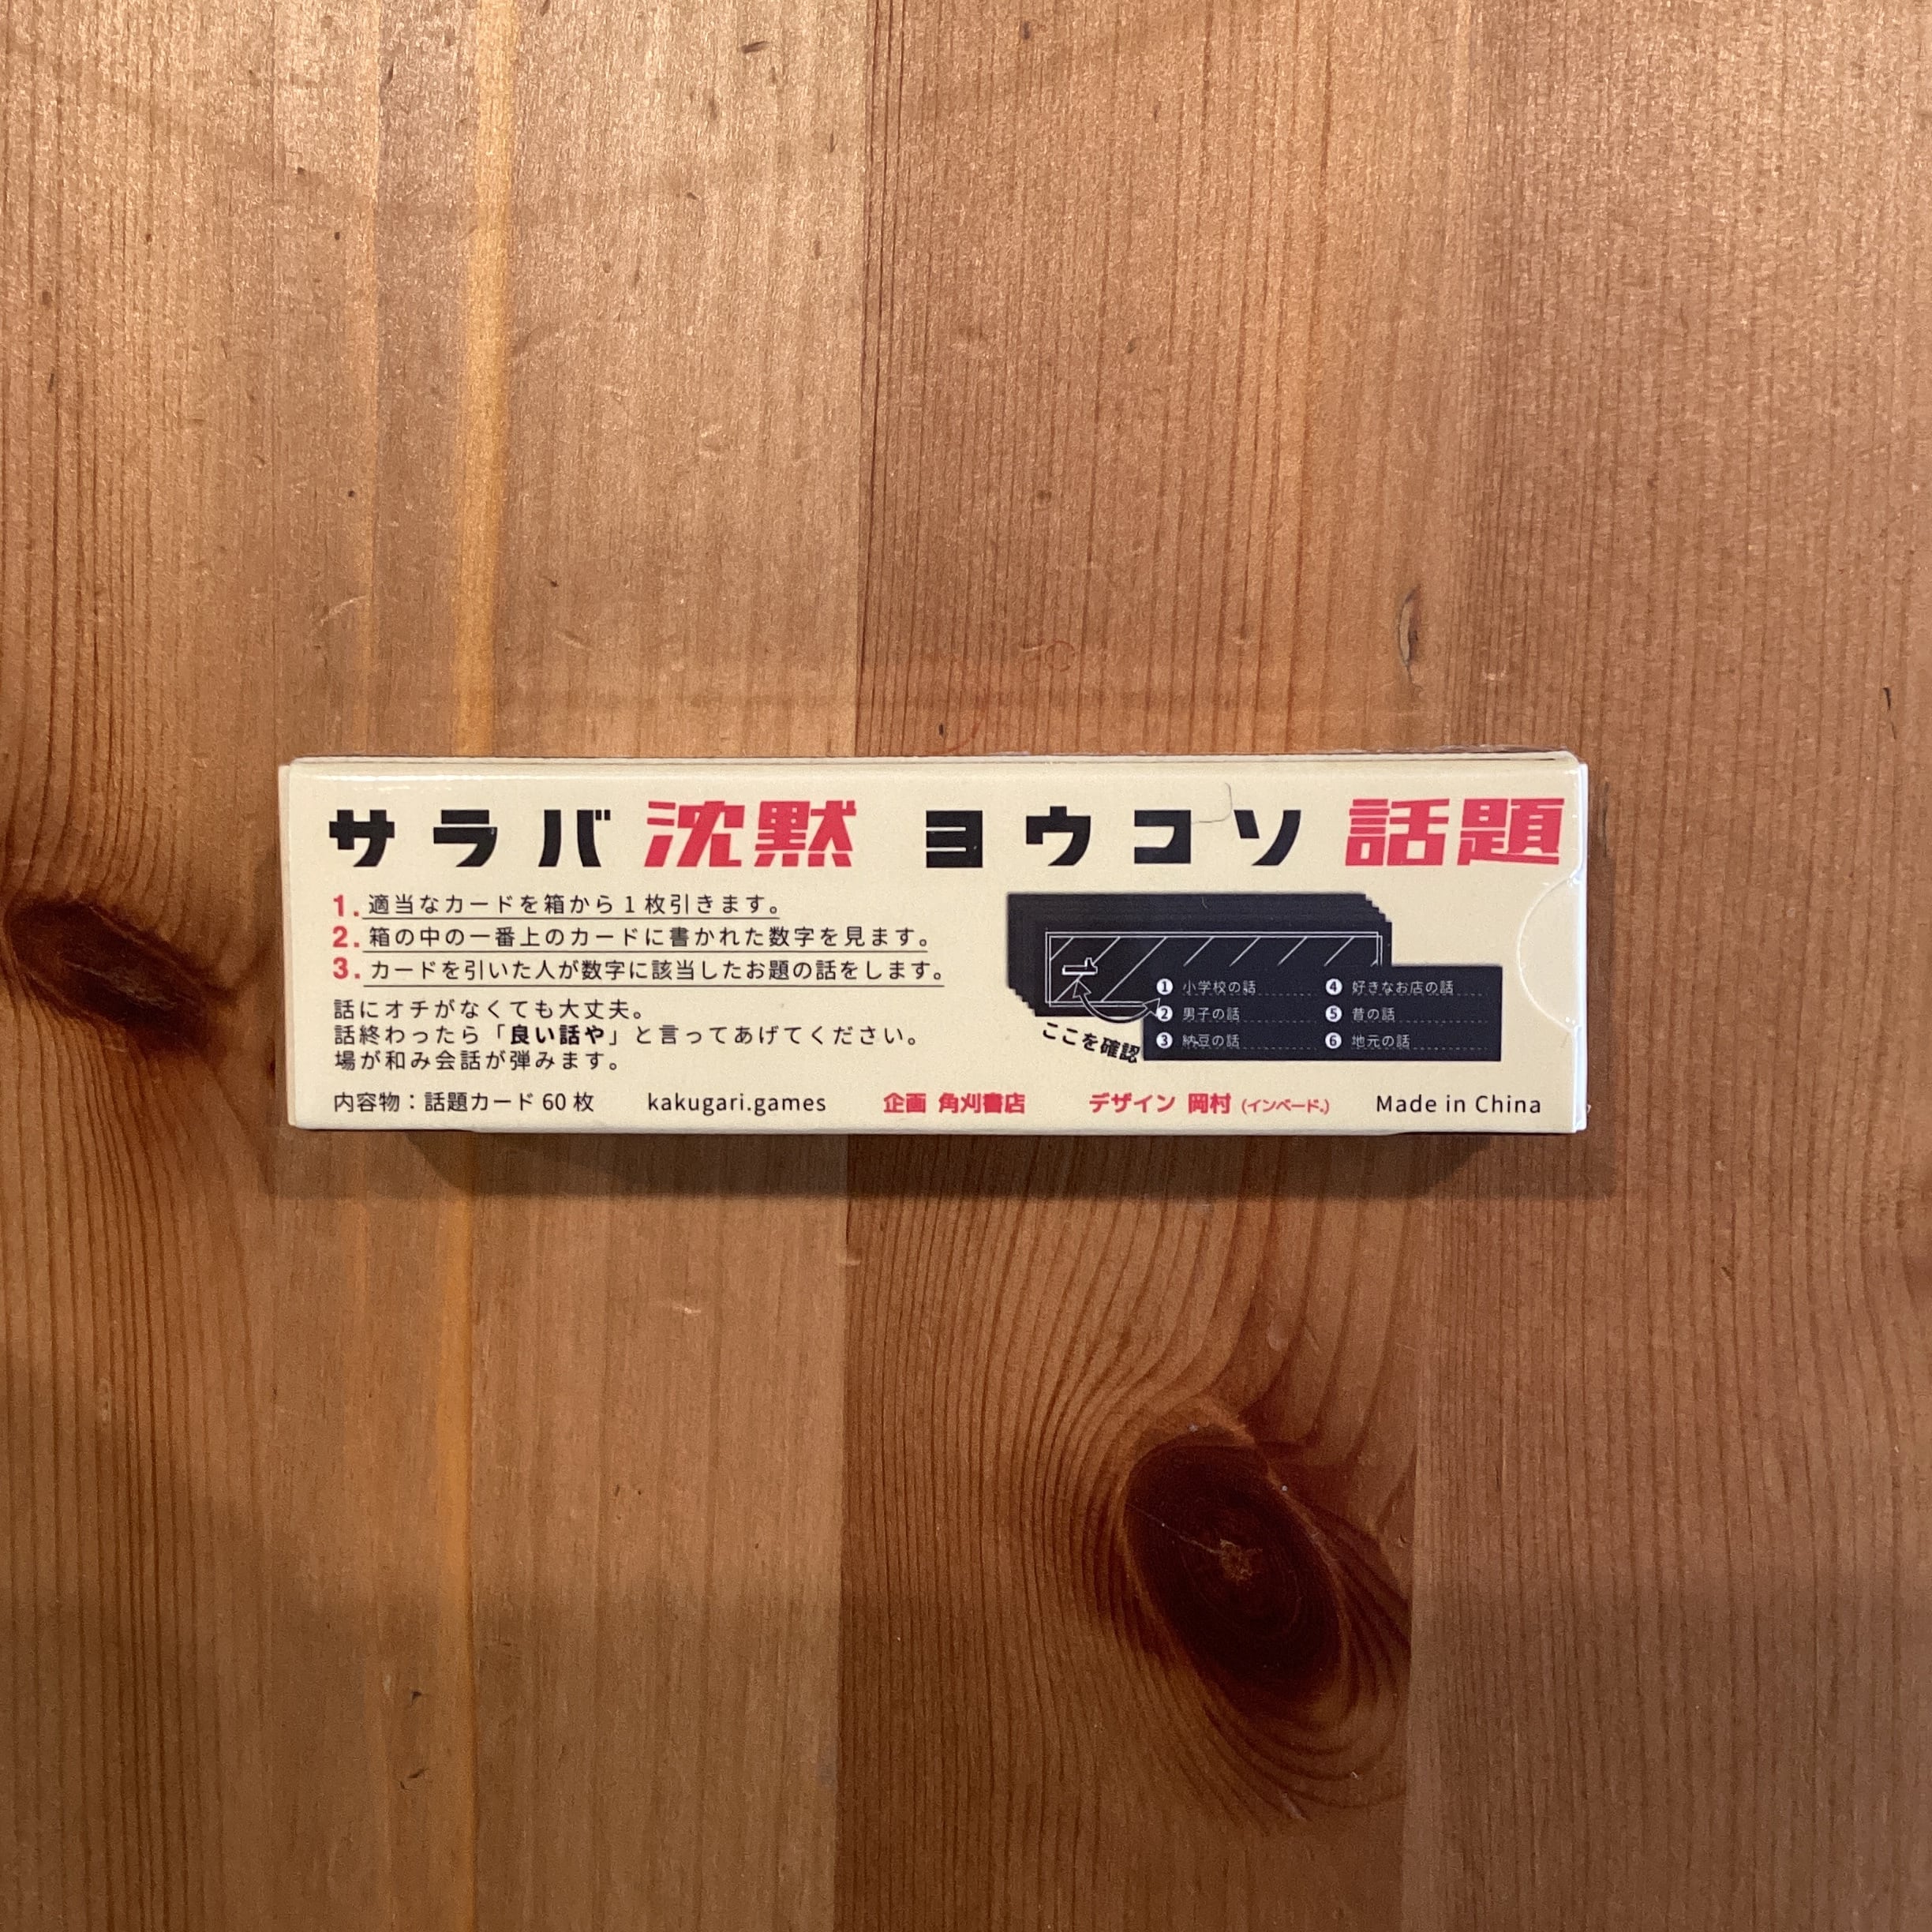 サラバ沈黙 ヨウコソ話題
1. 適当なカードを箱から1枚引きます。
2. 箱の中の一番上のカードに書かれた数字を見ます。
3. カードを引いた人が数字に該当したお題の話をします。
話にオチがなくても大丈夫。
話終わったら「良い話や」と言ってあげてください。
場が和み会話が弾みます。
ここを確認
1 小学校の話 4 好きなお店の話
2 男子の話 5 昔の話
3 納豆の話 6 地元の話
内容物：話題カード 60 枚 kakugari.games 企画 角刈書店 デザイン 岡村 (インベード。) Made in China